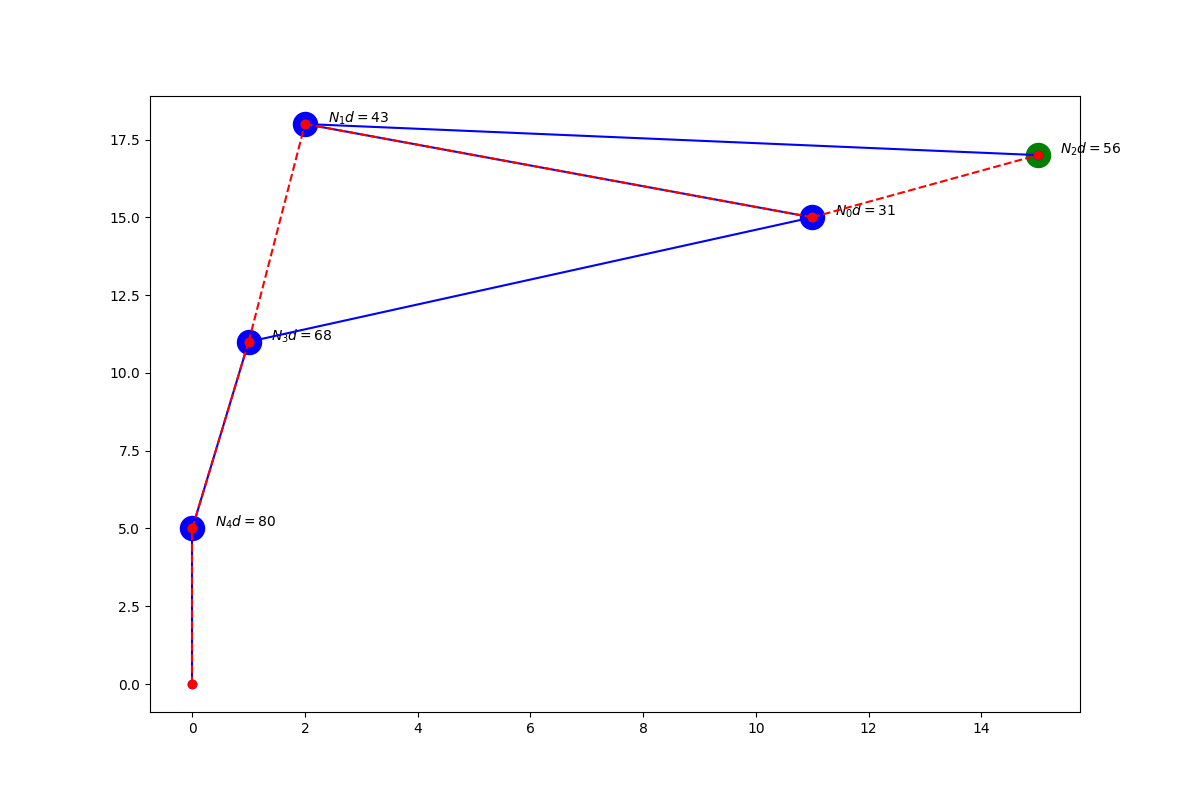 N₁d = 43
17.5
N₂d = 56
15.0
N₀d = 31
12.5
N₃d = 68
10.0
7.5
5.0
N₄d = 80
2.5
0.0
0 2 4 6 8 10 12 14